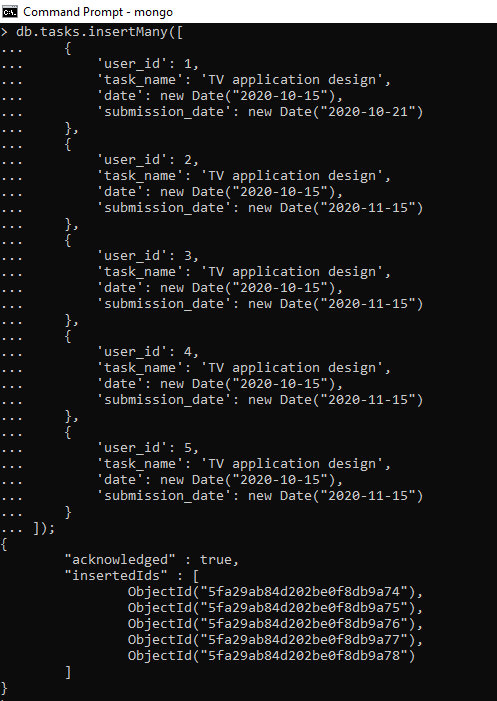 Command Prompt - mongo
> db.tasks.insertMany([
...     {
...         'user_id': 1,
...         'task_name': 'TV application design',
...         'date': new Date("2020-10-15"),
...         'submission_date': new Date("2020-10-21")
...     },
...     {
...         'user_id': 2,
...         'task_name': 'TV application design',
...         'date': new Date("2020-10-15"),
...         'submission_date': new Date("2020-11-15")
...     },
...     {
...         'user_id': 3,
...         'task_name': 'TV application design',
...         'date': new Date("2020-10-15"),
...         'submission_date': new Date("2020-11-15")
...     },
...     {
...         'user_id': 4,
...         'task_name': 'TV application design',
...         'date': new Date("2020-10-15"),
...         'submission_date': new Date("2020-11-15")
...     },
...     {
...         'user_id': 5,
...         'task_name': 'TV application design',
...         'date': new Date("2020-10-15"),
...         'submission_date': new Date("2020-11-15")
...     }
... ]);
{
        "acknowledged" : true,
        "insertedIds" : [
                ObjectId("5fa29ab84d202be0f8db9a74"),
                ObjectId("5fa29ab84d202be0f8db9a75"),
                ObjectId("5fa29ab84d202be0f8db9a76"),
                ObjectId("5fa29ab84d202be0f8db9a77"),
                ObjectId("5fa29ab84d202be0f8db9a78")
        ]
}